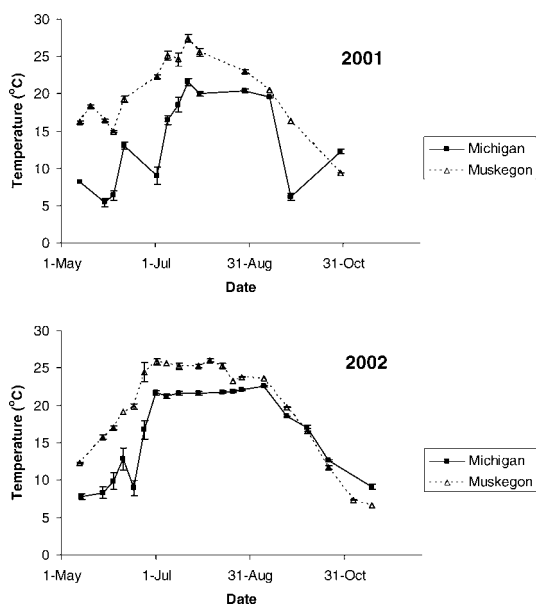 2001
30
25
20
15
10
5
0
Temperature (°C)
1-May 1-Jul 31-Aug 31-Oct
Date
Michigan
Muskegon
2002
30
25
20
15
10
5
0
Temperature (°C)
1-May 1-Jul 31-Aug 31-Oct
Date
Michigan
Muskegon